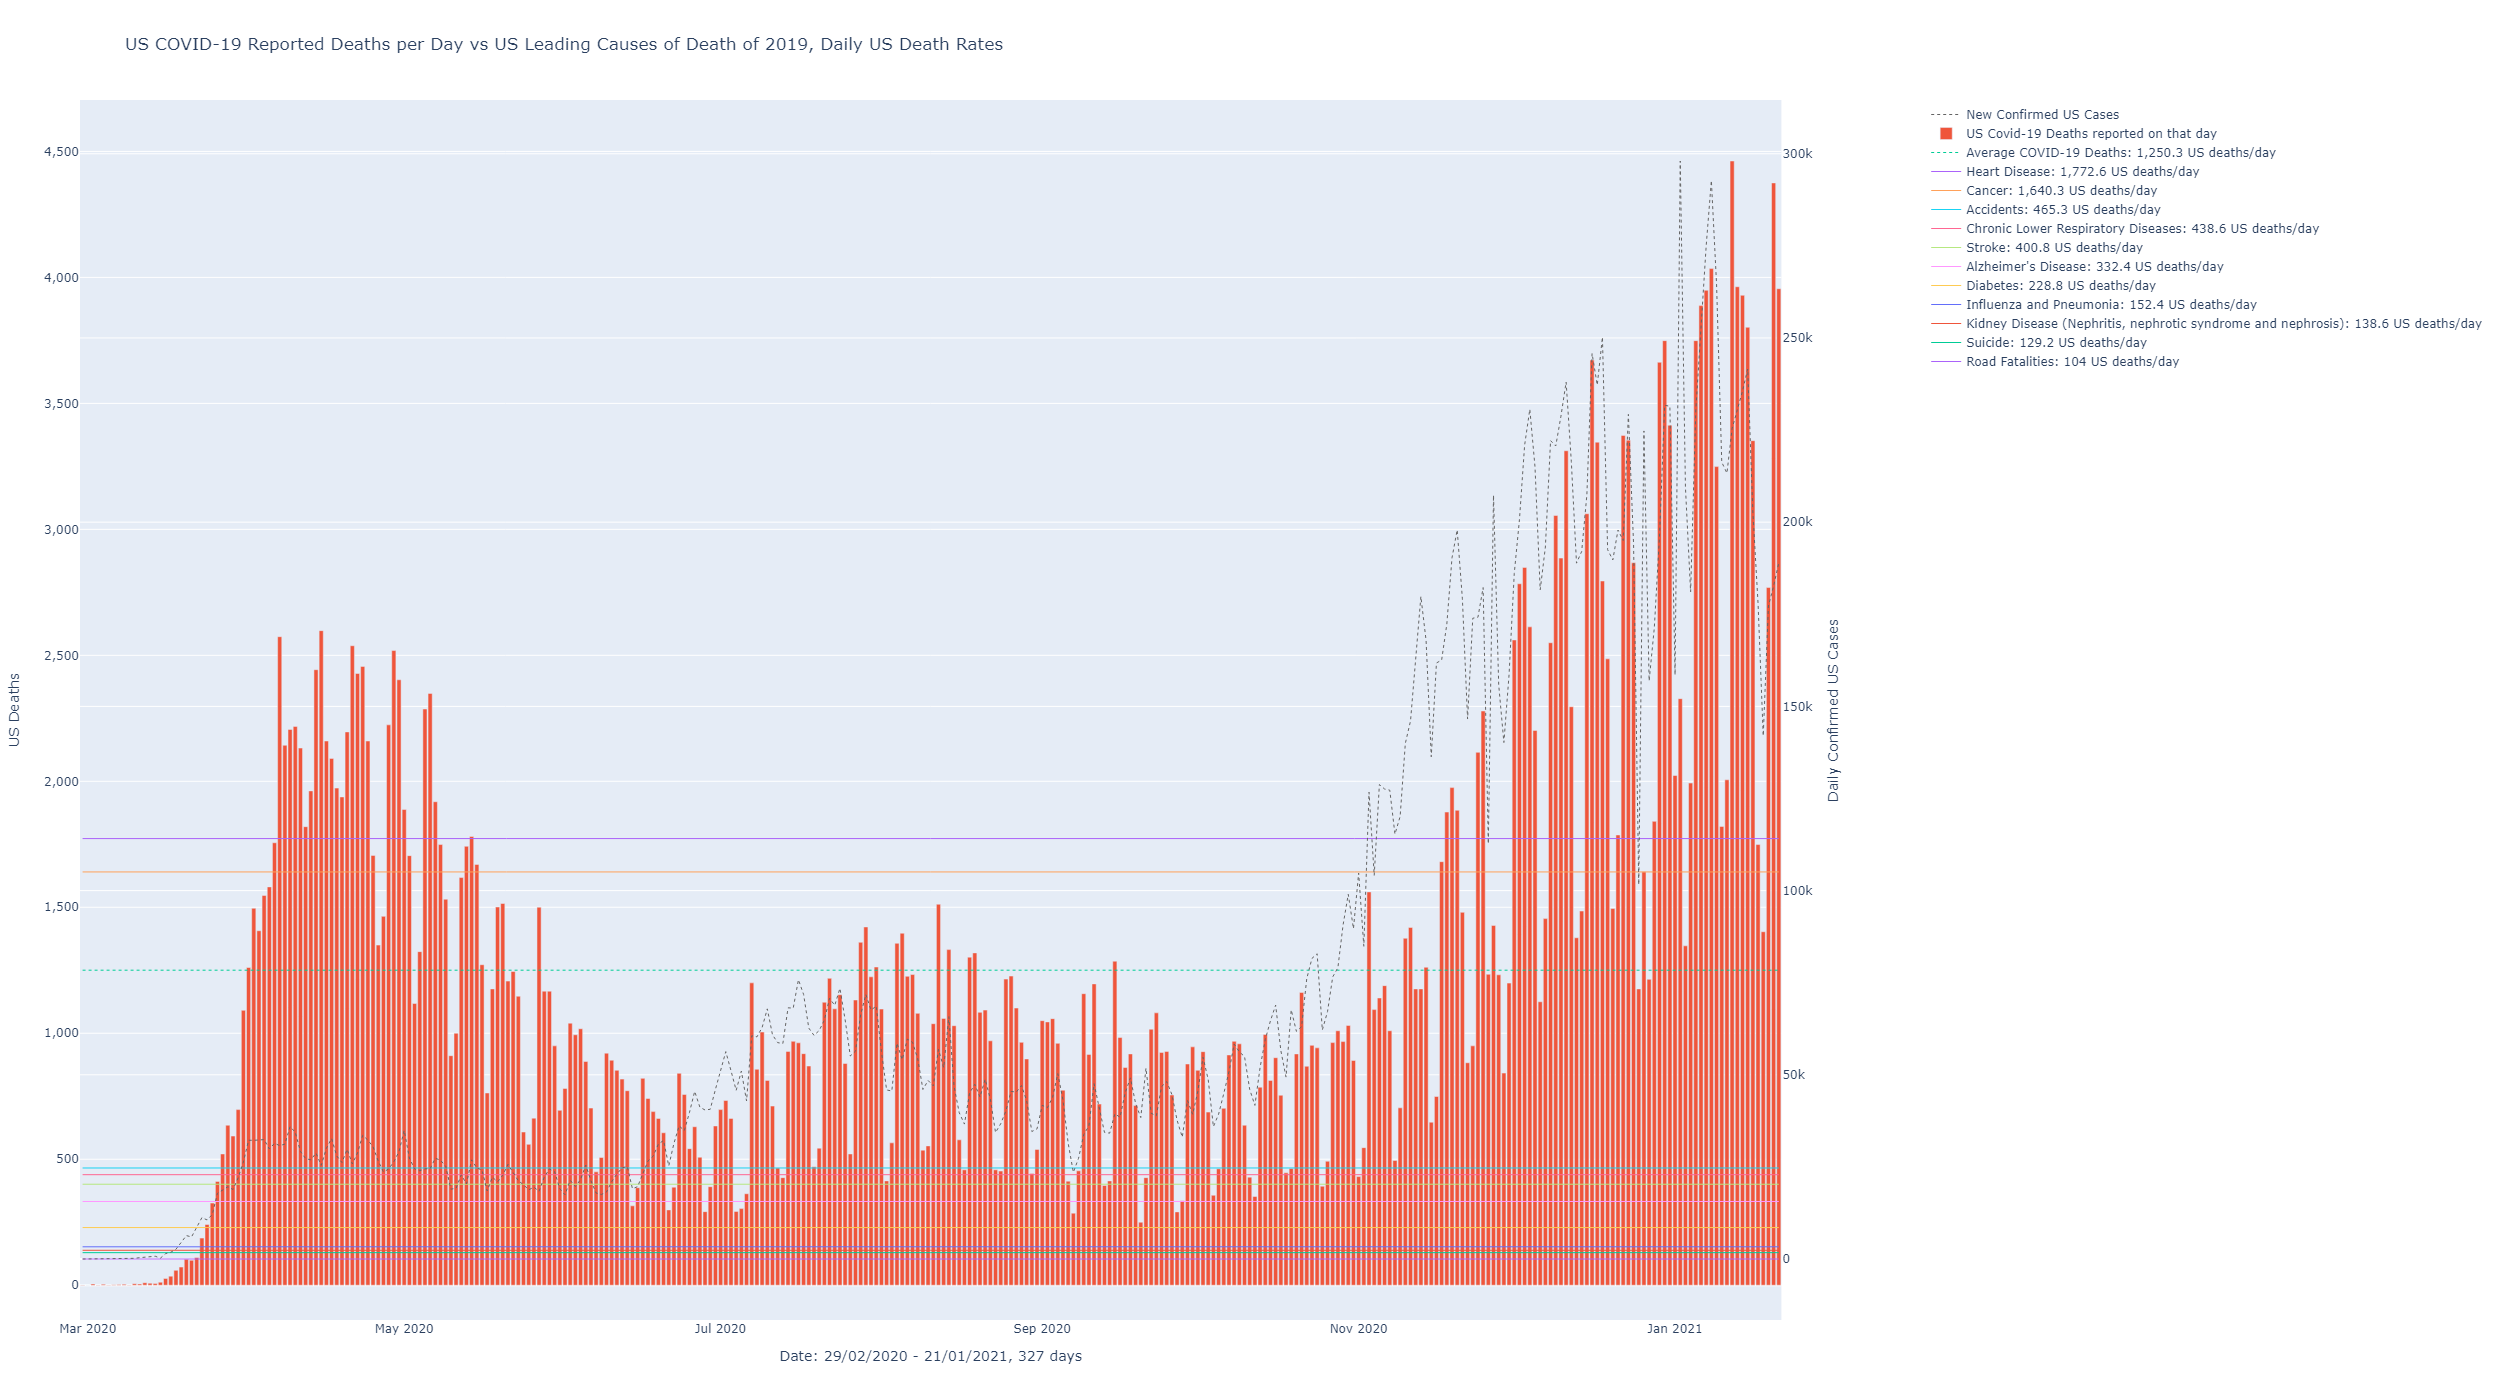 US COVID-19 Reported Deaths per Day vs US Leading Causes of Death of 2019, Daily US Death Rates
4,500
4,000
3,500
3,000
2,500
2,000
1,500
1,000
500
0
US Deaths
300k
250k
200k
150k
100k
50k
0
Daily Confirmed US Cases
Mar 2020
May 2020
Jul 2020
Sep 2020
Nov 2020
Jan 2021
Date: 29/02/2020 - 21/01/2021, 327 days
New Confirmed US Cases
US Covid-19 Deaths reported on that day
Average COVID-19 Deaths: 1,250.3 US deaths/day
Heart Disease: 1,772.6 US deaths/day
Cancer: 1,640.3 US deaths/day
Accidents: 465.3 US deaths/day
Chronic Lower Respiratory Diseases: 438.6 US deaths/day
Stroke: 400.8 US deaths/day
Alzheimer's Disease: 332.4 US deaths/day
Diabetes: 228.8 US deaths/day
Influenza and Pneumonia: 152.4 US deaths/day
Kidney Disease (Nephritis, nephrotic syndrome and nephrosis): 138.6 US deaths/day
Suicide: 129.2 US deaths/day
Road Fatalities: 104 US deaths/day